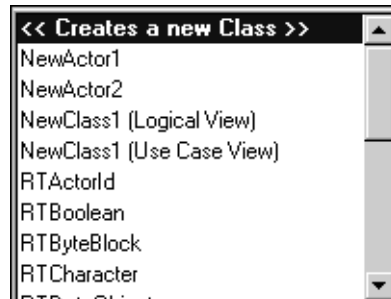 << Creates a new Class >>
NewActor1
NewActor2
NewClass1 (Logical View)
NewClass1 (Use Case View)
RTActorId
RTBoolean
RTByteBlock
RTCharacter